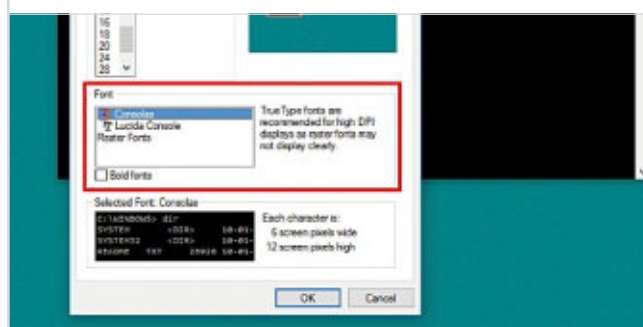 16
18
20
24
28
Font
Consolas
Lucida Console
Raster Fonts
TrueType fonts are
recommended for high DPI
displays as raster fonts may
not display clearly.
Bold fonts
Selected Font: Consolas
C:\WINDOWS> dir
SYSTEM <DIR> 10-01-
SYSTEM32 <DIR> 10-01-
README TXT 10-01-
Each character is:
6 screen pixels wide
12 screen pixels high
OK
Cancel